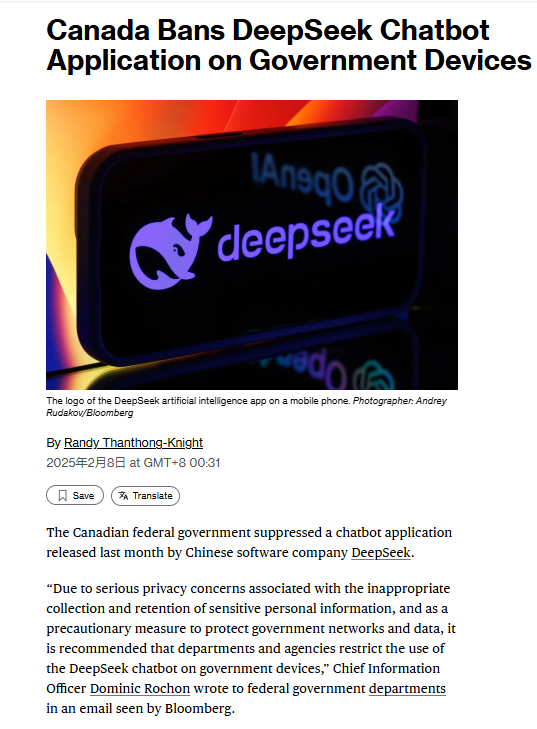 Canada Bans DeepSeek Chatbot
Application on Government Devices
OpenAI
deepseek
The logo of the DeepSeek artificial intelligence app on a mobile phone. Photographer: Andrey
Rudakov/Bloomberg
By Randy Thanthong-Knight
2025年2月8日 at GMT+8 00:31
Save
Translate
The Canadian federal government suppressed a chatbot application
released last month by Chinese software company DeepSeek.
“Due to serious privacy concerns associated with the inappropriate
collection and retention of sensitive personal information, and as a
precautionary measure to protect government networks and data, it
is recommended that departments and agencies restrict the use of
the DeepSeek chatbot on government devices,” Chief Information
Officer Dominic Rochon wrote to federal government departments
in an email seen by Bloomberg.